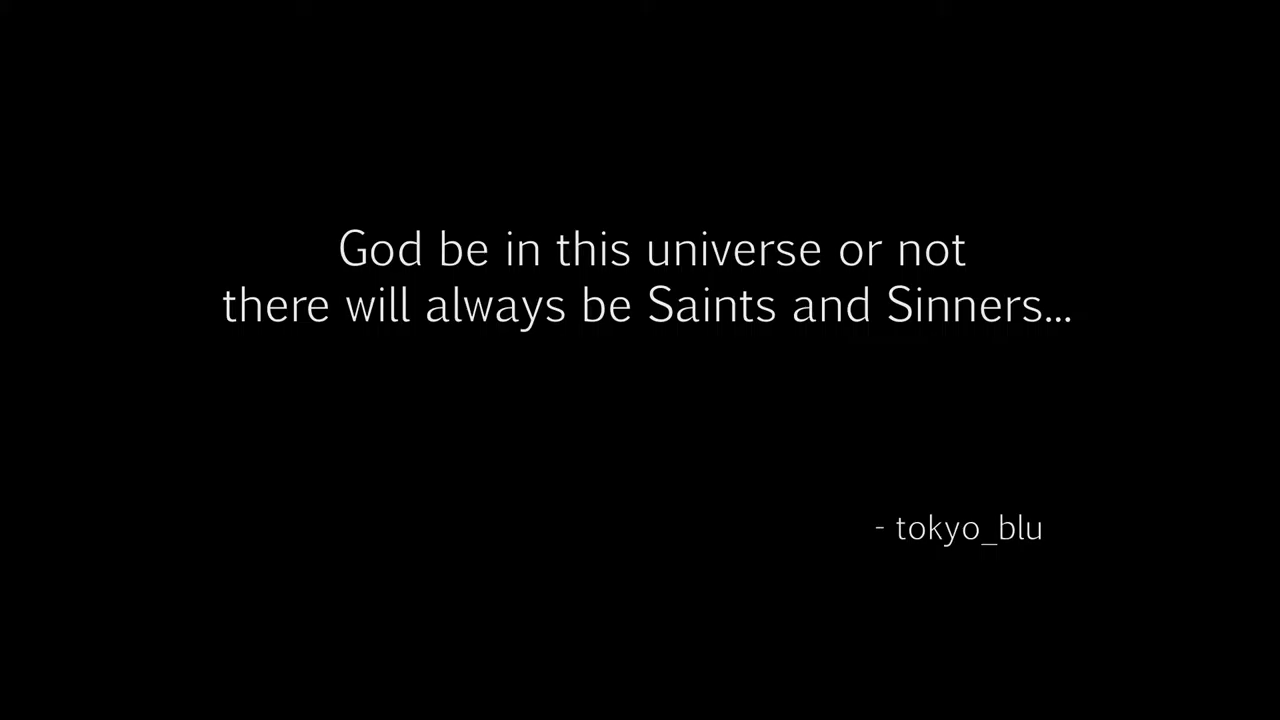 God be in this universe or not
there will always be Saints and Sinners...
- tokyo_blu